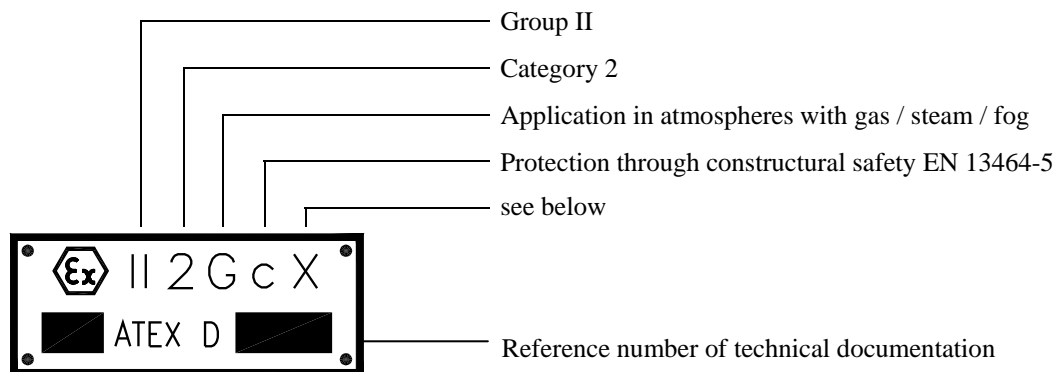 Group II
Category 2
Application in atmospheres with gas / steam / fog
Protection through constructural safety EN 13464-5
see below
Ex II 2 G c X
ATEX D
Reference number of technical documentation